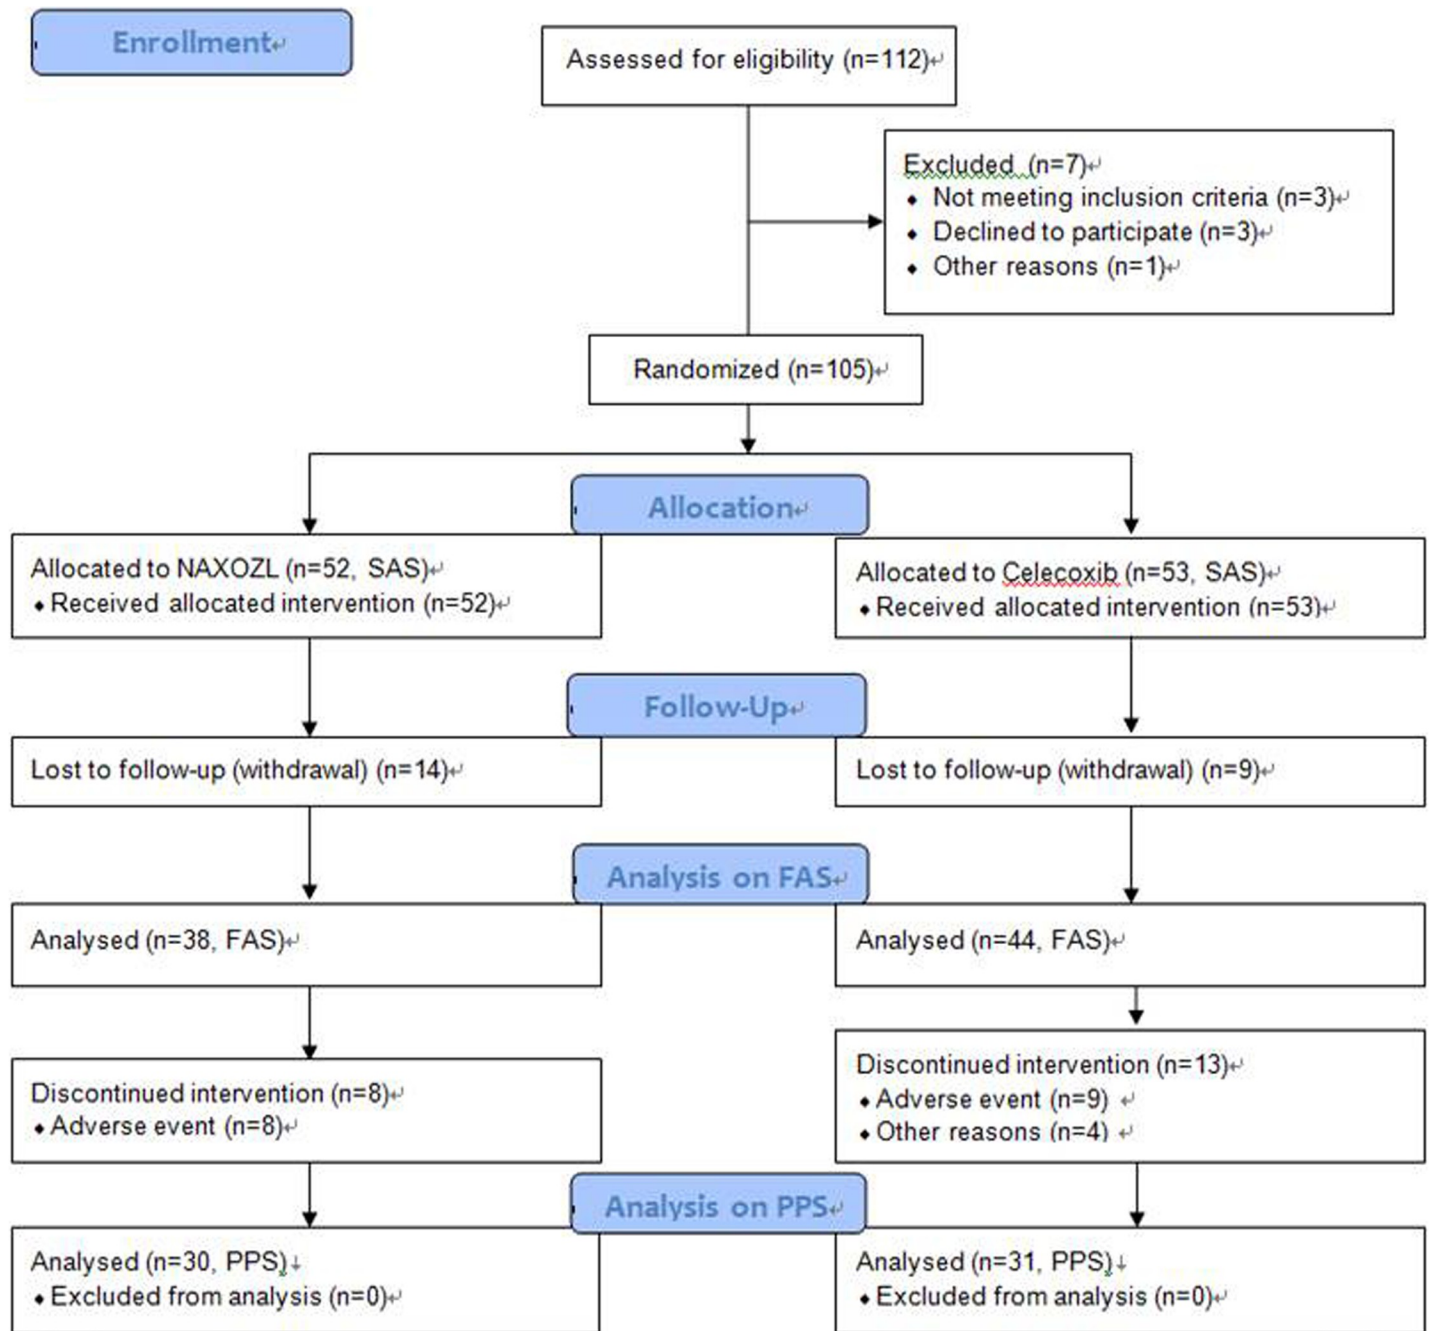 Enrollment
Assessed for eligibility (n=112)
Excluded (n=7)
⬥ Not meeting inclusion criteria (n=3)
⬥ Declined to participate (n=3)
⬥ Other reasons (n=1)
Randomized (n=105)
Allocation
Allocated to NAXOZL (n=52, SAS)
⬥ Received allocated intervention (n=52)
Allocated to Celecoxib (n=53, SAS)
⬥ Received allocated intervention (n=53)
Follow-Up
Lost to follow-up (withdrawal) (n=14)
Lost to follow-up (withdrawal) (n=9)
Analysis on FAS
Analysed (n=38, FAS)
Analysed (n=44, FAS)
Discontinued intervention (n=8)
⬥ Adverse event (n=8)
Discontinued intervention (n=13)
⬥ Adverse event (n=9)
⬥ Other reasons (n=4)
Analysis on PPS
Analysed (n=30, PPS)
⬥ Excluded from analysis (n=0)
Analysed (n=31, PPS)
⬥ Excluded from analysis (n=0)